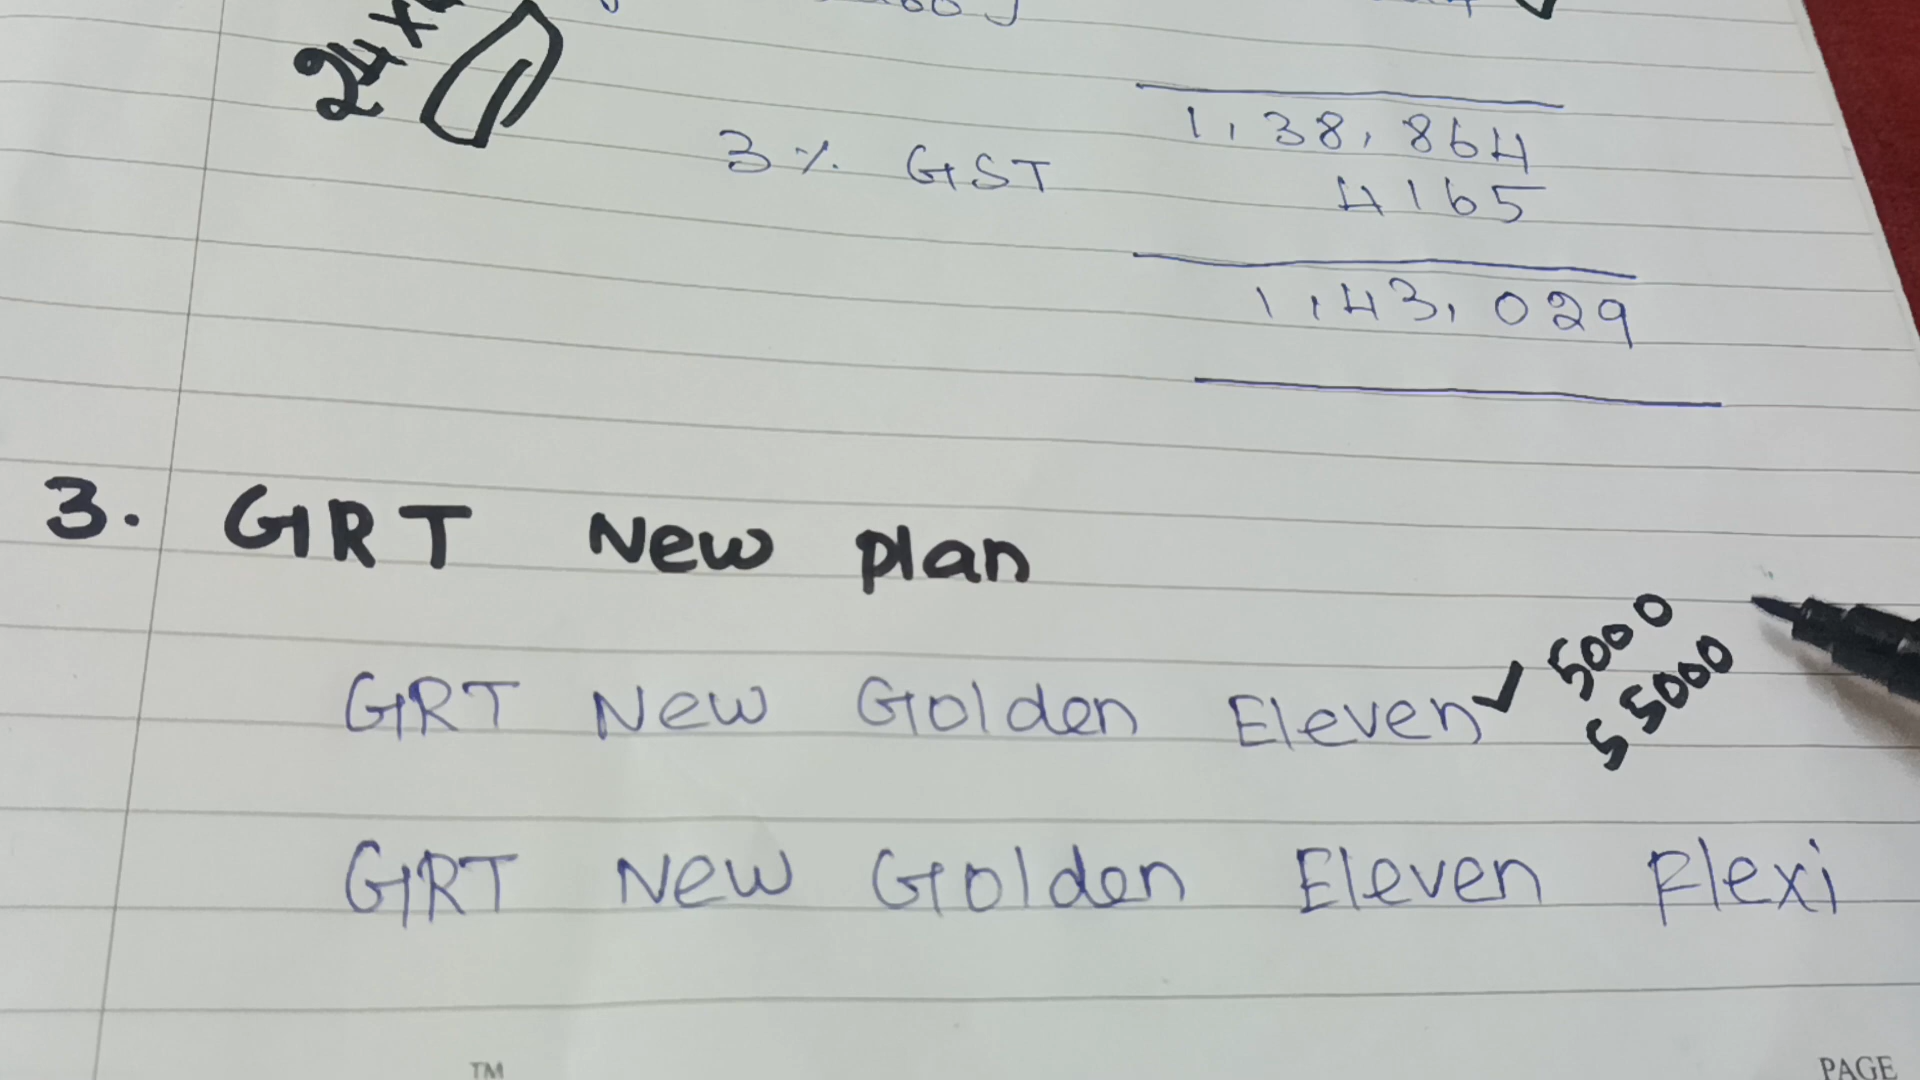 24 x
1,38,864
3% GST 4165
1,43,029
3. GRT New plan
GRT New Golden Eleven ✓ 5000
55000
GRT New Golden Eleven Flexi
TM PAGE